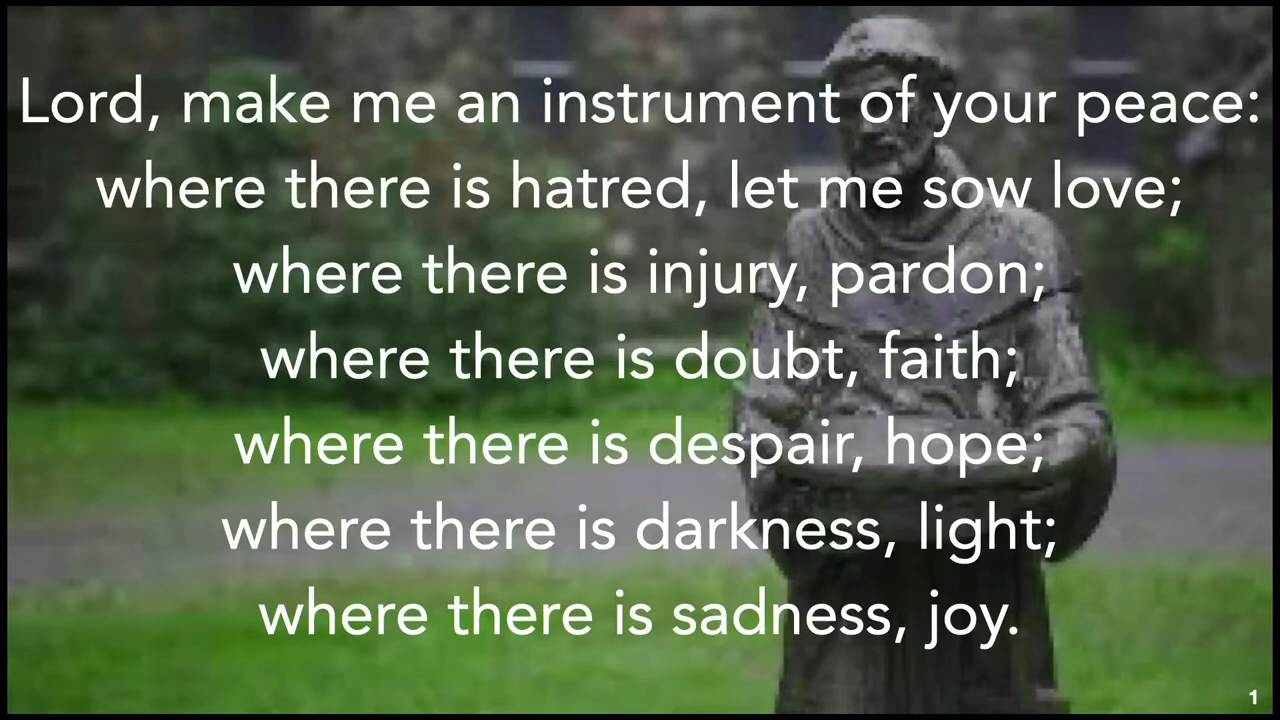 Lord, make me an instrument of your peace:
where there is hatred, let me sow love;
where there is injury, pardon;
where there is doubt, faith;
where there is despair, hope;
where there is darkness, light;
where there is sadness, joy.
1